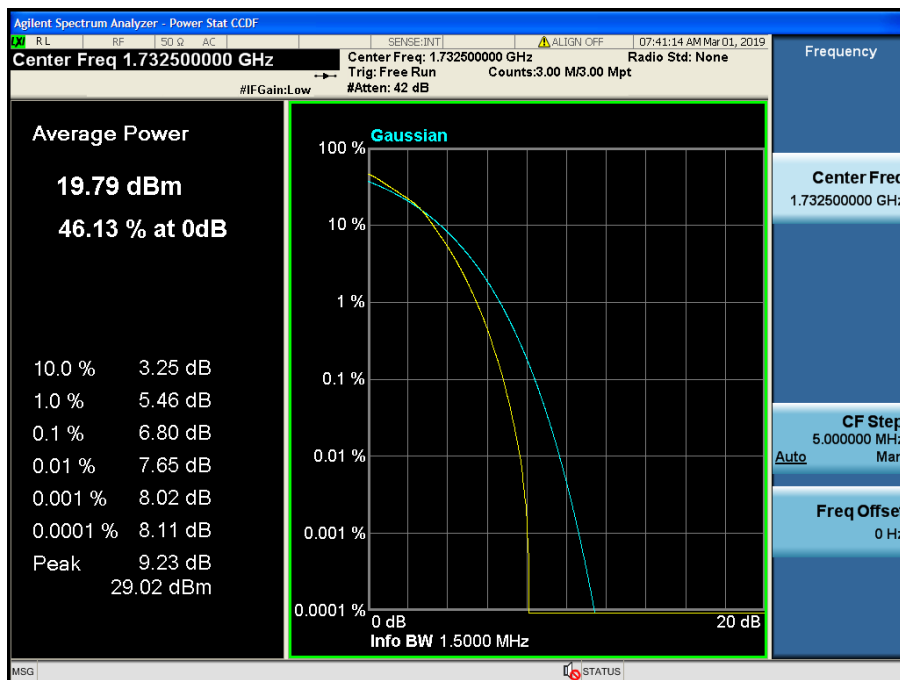 Agilent Spectrum Analyzer - Power Stat CCDF
LXI RL RF 50 Ω AC SENSE:INT ALIGN OFF 07:41:14 AM Mar 01, 2019
Center Freq 1.732500000 GHz
Center Freq: 1.732500000 GHz Radio Std: None
Trig: Free Run Counts:3.00 M/3.00 Mpt
#IFGain:Low #Atten: 42 dB
Frequency
Average Power
19.79 dBm
46.13 % at 0dB
10.0 % 3.25 dB
1.0 % 5.46 dB
0.1 % 6.80 dB
0.01 % 7.65 dB
0.001 % 8.02 dB
0.0001 % 8.11 dB
Peak 9.23 dB
29.02 dBm
Gaussian
100 %
10 %
1 %
0.1 %
0.01 %
0.001 %
0.0001 %
0 dB 20 dB
Info BW 1.5000 MHz
Center Freq
1.732500000 GHz
CF Step
5.000000 MHz
Auto Man
Freq Offset
0 Hz
MSG STATUS